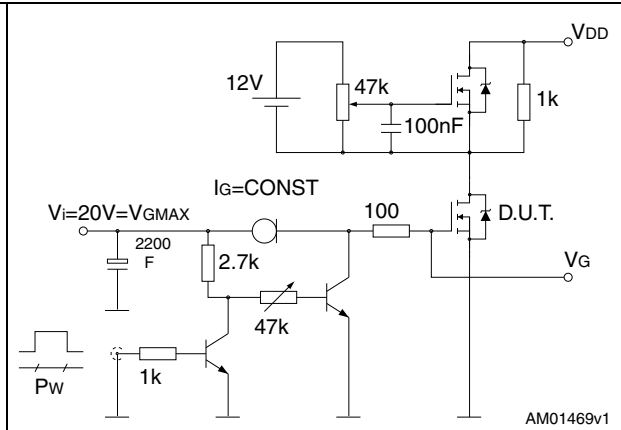 VDD
12V
47k
1k
100nF
IG=CONST
Vi=20V=VGMAX
100
D.U.T.
2200
F
2.7k
VG
47k
1k
PW
AM01469v1